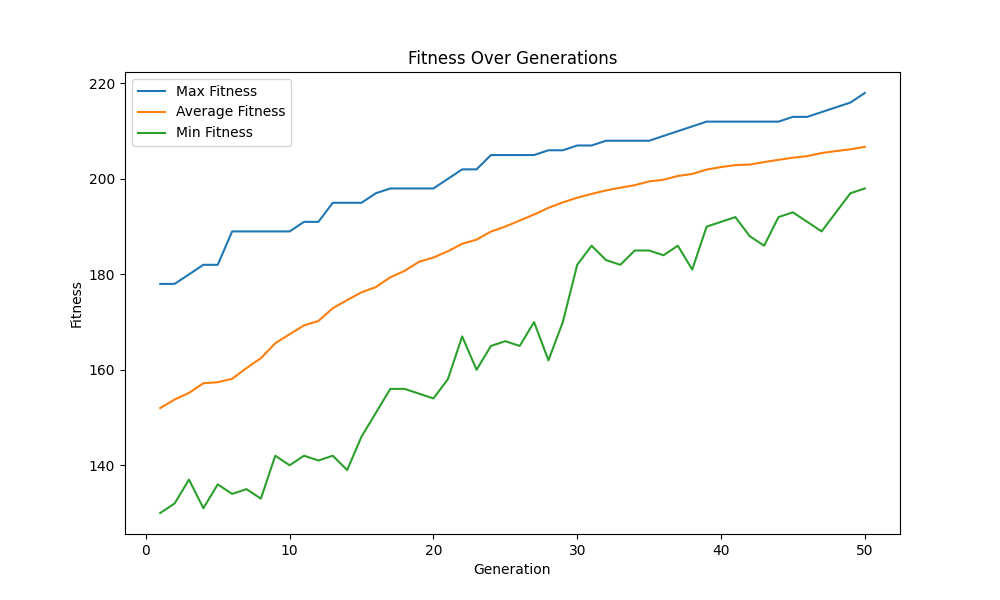 Fitness Over Generations
Max Fitness
Average Fitness
Min Fitness
220
200
180
160
140
Fitness
0 10 20 30 40 50
Generation